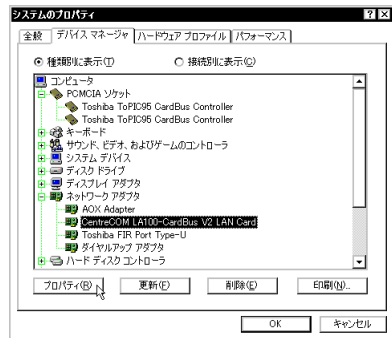 システムのプロパティ
全般
デバイス マネージャ
ハードウェア プロファイル
パフォーマンス
種類別に表示(T)
接続別に表示(C)
コンピュータ
PCMCIA ソケット
Toshiba ToPIC95 CardBus Controller
Toshiba ToPIC95 CardBus Controller
キーボード
サウンド、ビデオ、およびゲームのコントローラ
システム デバイス
ディスク ドライブ
ディスプレイ アダプタ
ネットワーク アダプタ
AOX Adapter
CentreCOM LA100-CardBus V2 LAN Card
Toshiba FIR Port Type-U
ダイヤルアップ アダプタ
ハード ディスク コントローラ
プロパティ(R)
更新(F)
削除(E)
印刷(N)...
OK
キャンセル